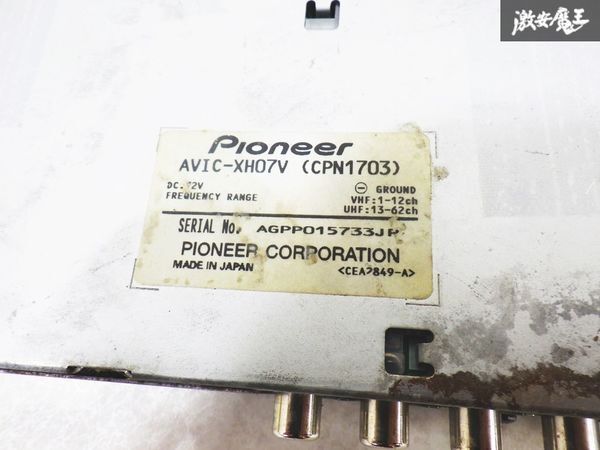 激安魔王
Pioneer
AVIC-XH07V (CPN1703)
DC.12V
⊖ GROUND
FREQUENCY RANGE
VHF:1-12ch
UHF:13-62ch
SERIAL No. AGPP015733JP
PIONEER CORPORATION
MADE IN JAPAN
<CEA2849-A>